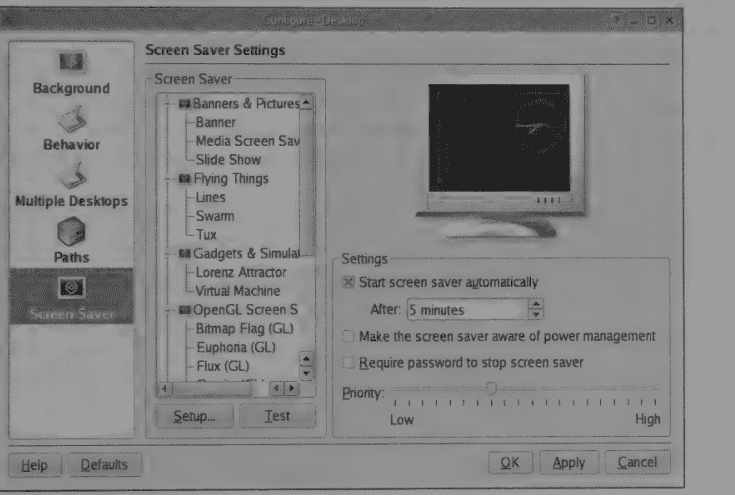 Configure - Desktop
Background
Behavior
Multiple Desktops
Paths
Screen Saver
Screen Saver Settings
Screen Saver
Banners & Pictures
Banner
Media Screen Sav
Slide Show
Flying Things
Lines
Swarm
Tux
Gadgets & Simulat
Lorenz Attractor
Virtual Machine
OpenGL Screen S
Bitmap Flag (GL)
Euphoria (GL)
Flux (GL)
Setup...
Test
Settings
Start screen saver automatically
After: 5 minutes
Make the screen saver aware of power management
Require password to stop screen saver
Priority:
Low High
Help Defaults OK Apply Cancel